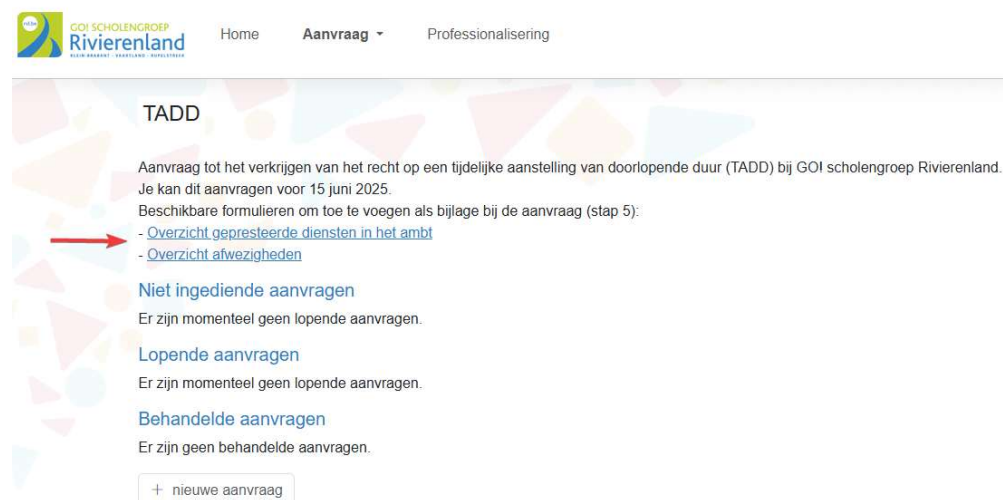 GO! SCHOLENGROEP
Rivierenland
KLEIN-BRABANT - VAARTLAND - RUPELSTREEK
Home
Aanvraag
Professionalisering
TADD
Aanvraag tot het verkrijgen van het recht op een tijdelijke aanstelling van doorlopende duur (TADD) bij GO! scholengroep Rivierenland.
Je kan dit aanvragen voor 15 juni 2025.
Beschikbare formulieren om toe te voegen als bijlage bij de aanvraag (stap 5):
- Overzicht gepresteerde diensten in het ambt
- Overzicht afwezigheden
Niet ingediende aanvragen
Er zijn momenteel geen lopende aanvragen.
Lopende aanvragen
Er zijn momenteel geen lopende aanvragen.
Behandelde aanvragen
Er zijn geen behandelde aanvragen.
+ nieuwe aanvraag